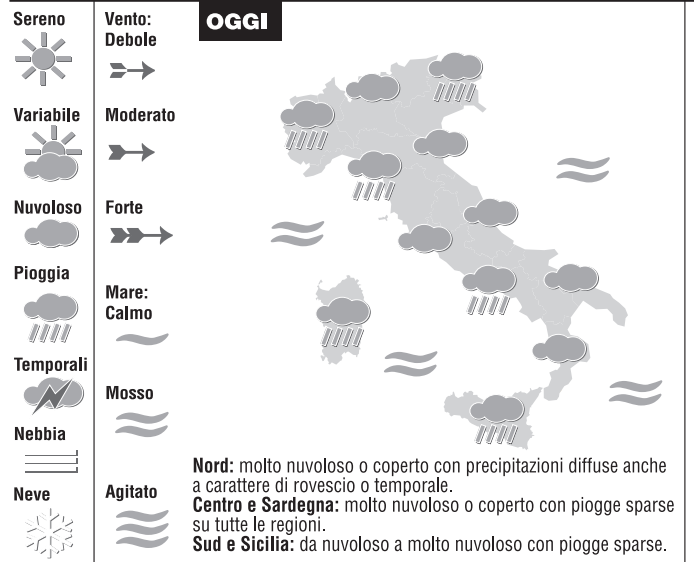 Sereno
Variabile
Nuvoloso
Pioggia
Temporali
Nebbia
Neve
Vento:
Debole
Moderato
Forte
Mare:
Calmo
Mosso
Agitato
OGGI
Nord: molto nuvoloso o coperto con precipitazioni diffuse anche
a carattere di rovescio o temporale.
Centro e Sardegna: molto nuvoloso o coperto con piogge sparse
su tutte le regioni.
Sud e Sicilia: da nuvoloso a molto nuvoloso con piogge sparse.